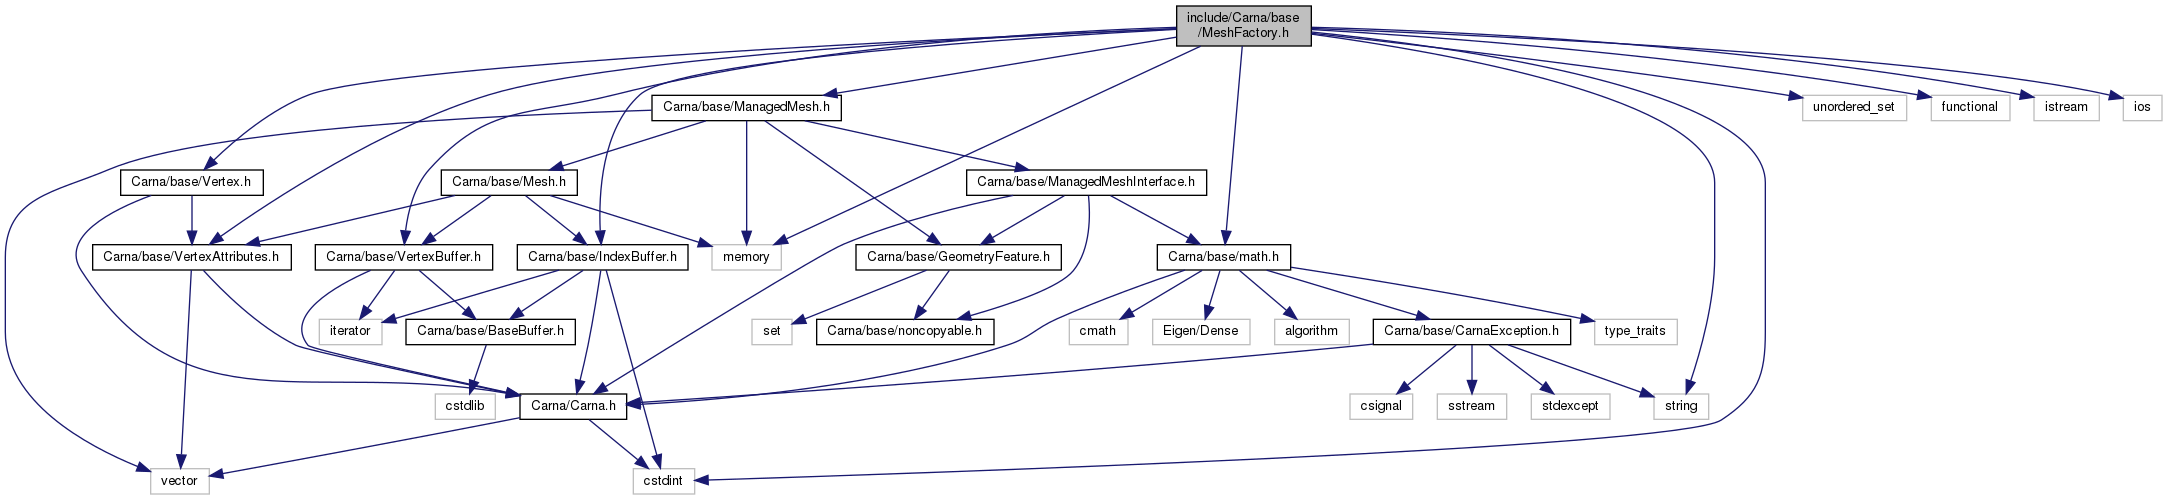 include/Carna/base
/MeshFactory.h
Carna/base/ManagedMesh.h
unordered_set
functional
istream
ios
Carna/base/Vertex.h
Carna/base/Mesh.h
Carna/base/ManagedMeshInterface.h
Carna/base/VertexAttributes.h
Carna/base/VertexBuffer.h
Carna/base/IndexBuffer.h
memory
Carna/base/GeometryFeature.h
Carna/base/math.h
iterator
Carna/base/BaseBuffer.h
set
Carna/base/noncopyable.h
cmath
Eigen/Dense
algorithm
Carna/base/CarnaException.h
type_traits
cstdlib
Carna/Carna.h
csignal
sstream
stdexcept
string
vector
cstdint